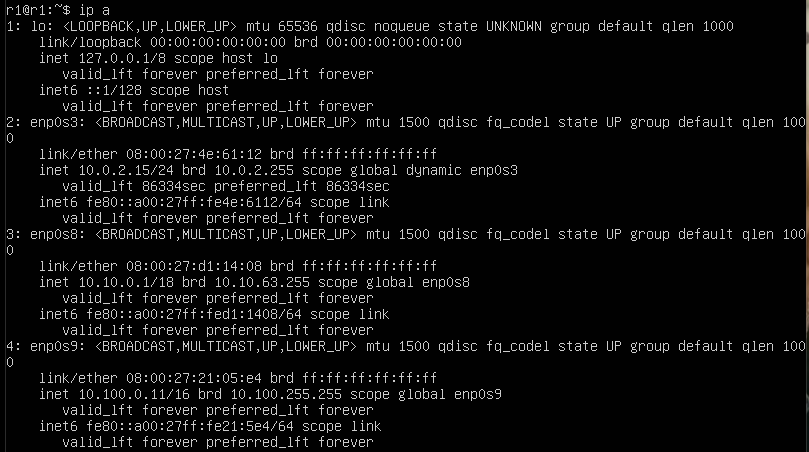 r1@r1:~$ ip a
1: lo: <LOOPBACK,UP,LOWER_UP> mtu 65536 qdisc noqueue state UNKNOWN group default qlen 1000
    link/loopback 00:00:00:00:00:00 brd 00:00:00:00:00:00
    inet 127.0.0.1/8 scope host lo
       valid_lft forever preferred_lft forever
    inet6 ::1/128 scope host
       valid_lft forever preferred_lft forever
2: enp0s3: <BROADCAST,MULTICAST,UP,LOWER_UP> mtu 1500 qdisc fq_codel state UP group default qlen 100
0
    link/ether 08:00:27:4e:61:12 brd ff:ff:ff:ff:ff:ff
    inet 10.0.2.15/24 brd 10.0.2.255 scope global dynamic enp0s3
       valid_lft 86334sec preferred_lft 86334sec
    inet6 fe80::a00:27ff:fe4e:6112/64 scope link
       valid_lft forever preferred_lft forever
3: enp0s8: <BROADCAST,MULTICAST,UP,LOWER_UP> mtu 1500 qdisc fq_codel state UP group default qlen 100
0
    link/ether 08:00:27:d1:14:08 brd ff:ff:ff:ff:ff:ff
    inet 10.10.0.1/18 brd 10.10.63.255 scope global enp0s8
       valid_lft forever preferred_lft forever
    inet6 fe80::a00:27ff:fed1:1408/64 scope link
       valid_lft forever preferred_lft forever
4: enp0s9: <BROADCAST,MULTICAST,UP,LOWER_UP> mtu 1500 qdisc fq_codel state UP group default qlen 100
0
    link/ether 08:00:27:21:05:e4 brd ff:ff:ff:ff:ff:ff
    inet 10.100.0.11/16 brd 10.100.255.255 scope global enp0s9
       valid_lft forever preferred_lft forever
    inet6 fe80::a00:27ff:fe21:5e4/64 scope link
       valid_lft forever preferred_lft forever